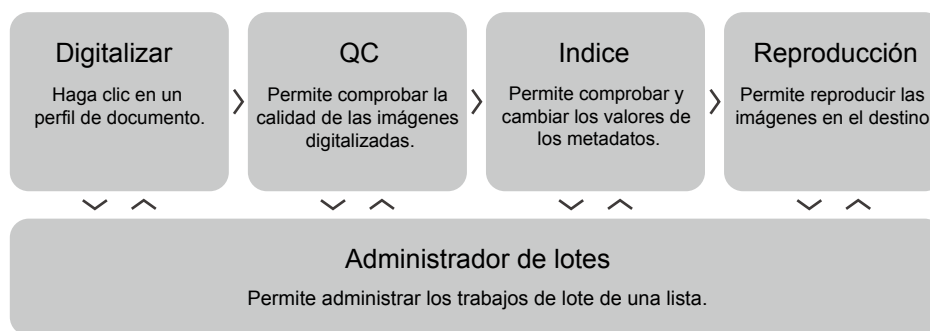 Digitalizar
Haga clic en un
perfil de documento.
QC
Permite comprobar la
calidad de las imágenes
digitalizadas.
Indice
Permite comprobar y
cambiar los valores de
los metadatos.
Reproducción
Permite reproducir las
imágenes en el destino
Administrador de lotes
Permite administrar los trabajos de lote de una lista.